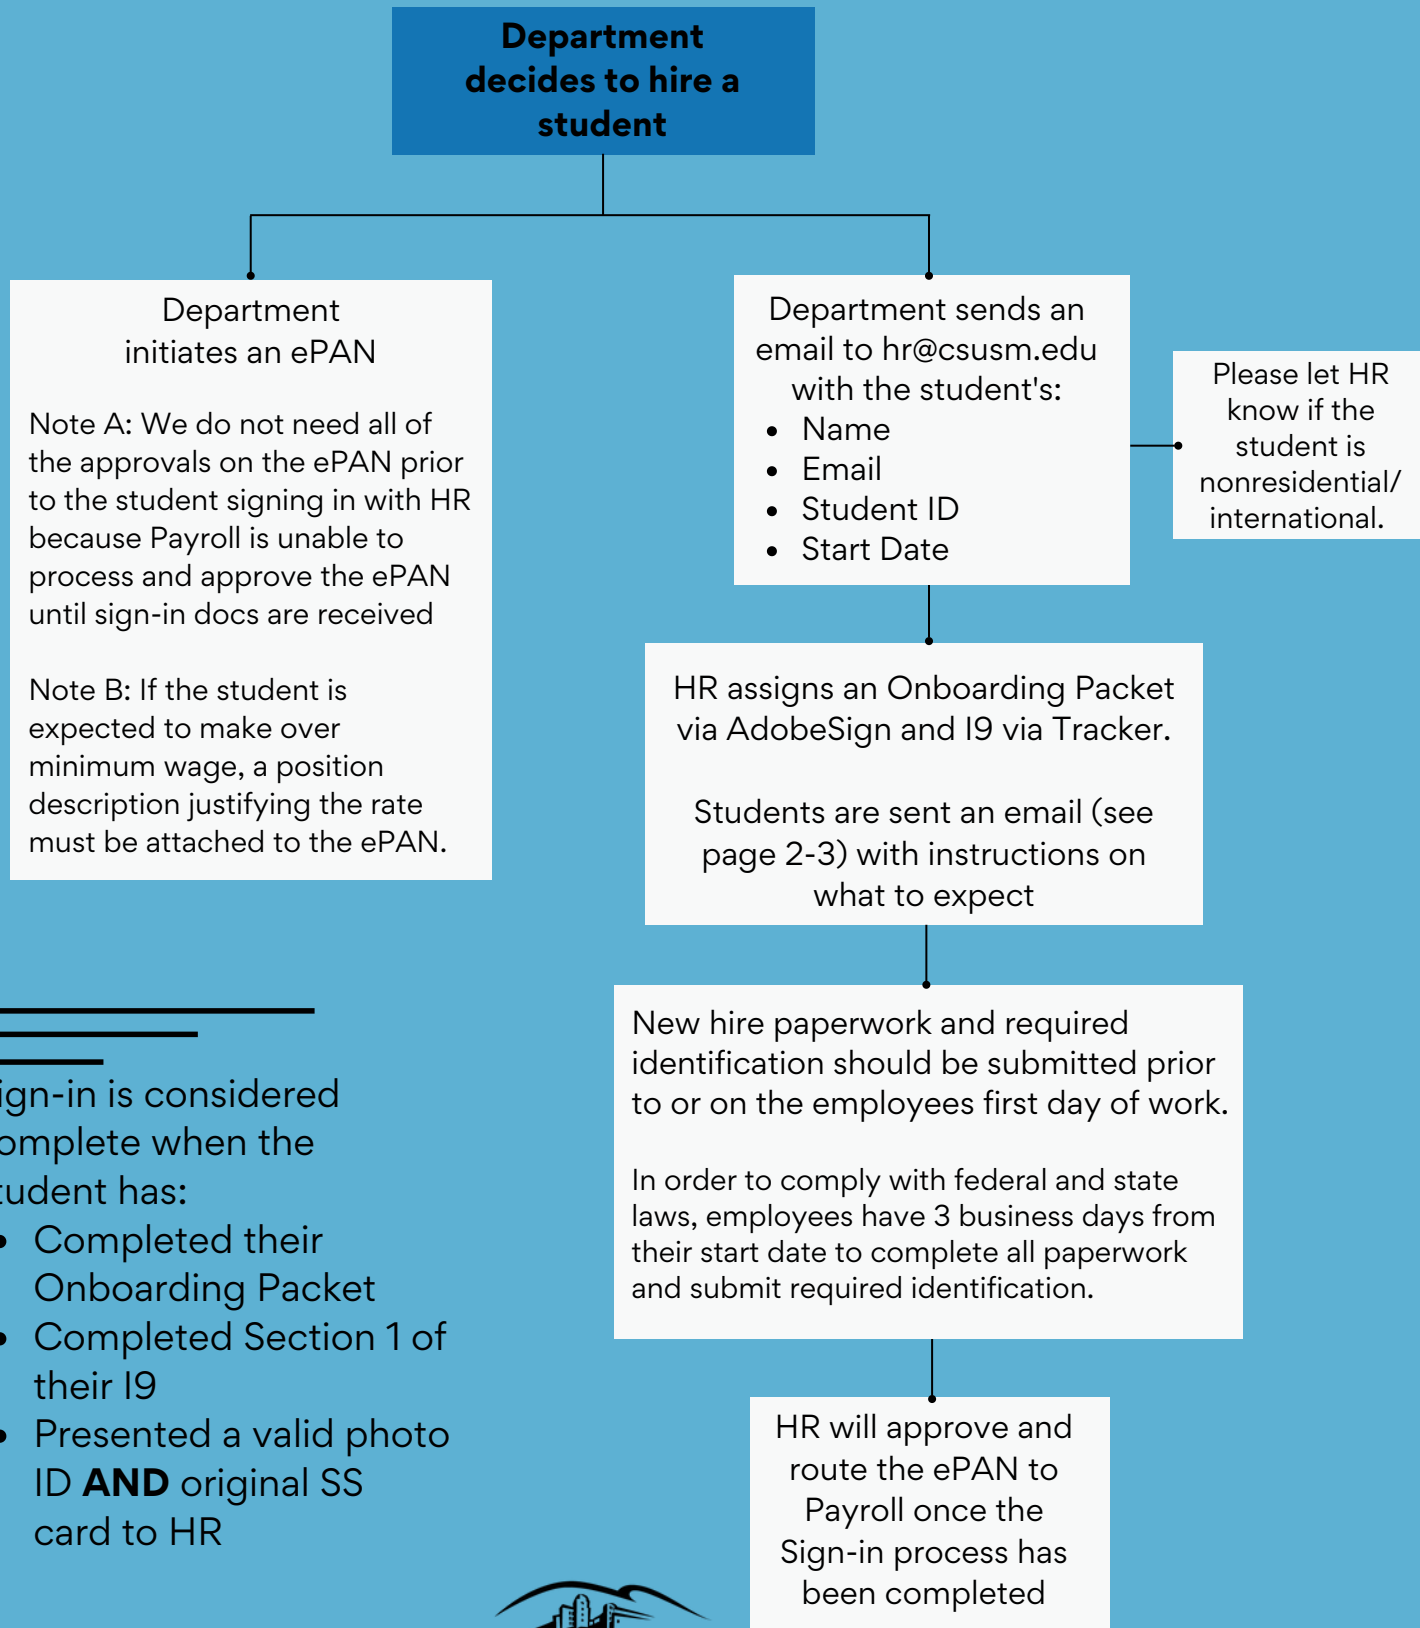 Department
decides to hire a
student
Department
initiates an ePAN
Note A: We do not need all of
the approvals on the ePAN prior
to the student signing in with HR
because Payroll is unable to
process and approve the ePAN
until sign-in docs are received
Note B: If the student is
expected to make over
minimum wage, a position
description justifying the rate
must be attached to the ePAN.
Department sends an
email to hr@csusm.edu
with the student's:
• Name
• Email
• Student ID
• Start Date
Please let HR
know if the
student is
nonresidential/
international.
HR assigns an Onboarding Packet
via AdobeSign and I9 via Tracker.
Students are sent an email (see
page 2-3) with instructions on
what to expect
New hire paperwork and required
identification should be submitted prior
to or on the employees first day of work.
In order to comply with federal and state
laws, employees have 3 business days from
their start date to complete all paperwork
and submit required identification.
HR will approve and
route the ePAN to
Payroll once the
Sign-in process has
been completed
ign-in is considered
omplete when the
tudent has:
• Completed their
Onboarding Packet
• Completed Section 1 of
their I9
• Presented a valid photo
ID AND original SS
card to HR